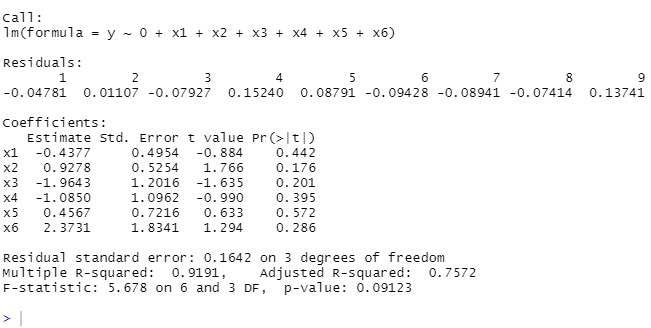 Call:
lm(formula = y ~ 0 + x1 + x2 + x3 + x4 + x5 + x6)
Residuals:
1 2 3 4 5 6 7 8 9
-0.04781 0.01107 -0.07927 0.15240 0.08791 -0.09428 -0.08941 -0.07414 0.13741
Coefficients:
Estimate Std. Error t value Pr(>|t|)
x1 -0.4377 0.4954 -0.884 0.442
x2 0.9278 0.5254 1.766 0.176
x3 -1.9643 1.2016 -1.635 0.201
x4 -1.0850 1.0962 -0.990 0.395
x5 0.4567 0.7216 0.633 0.572
x6 2.3731 1.8341 1.294 0.286
Residual standard error: 0.1642 on 3 degrees of freedom
Multiple R-squared: 0.9191, Adjusted R-squared: 0.7572
F-statistic: 5.678 on 6 and 3 DF, p-value: 0.09123
> |